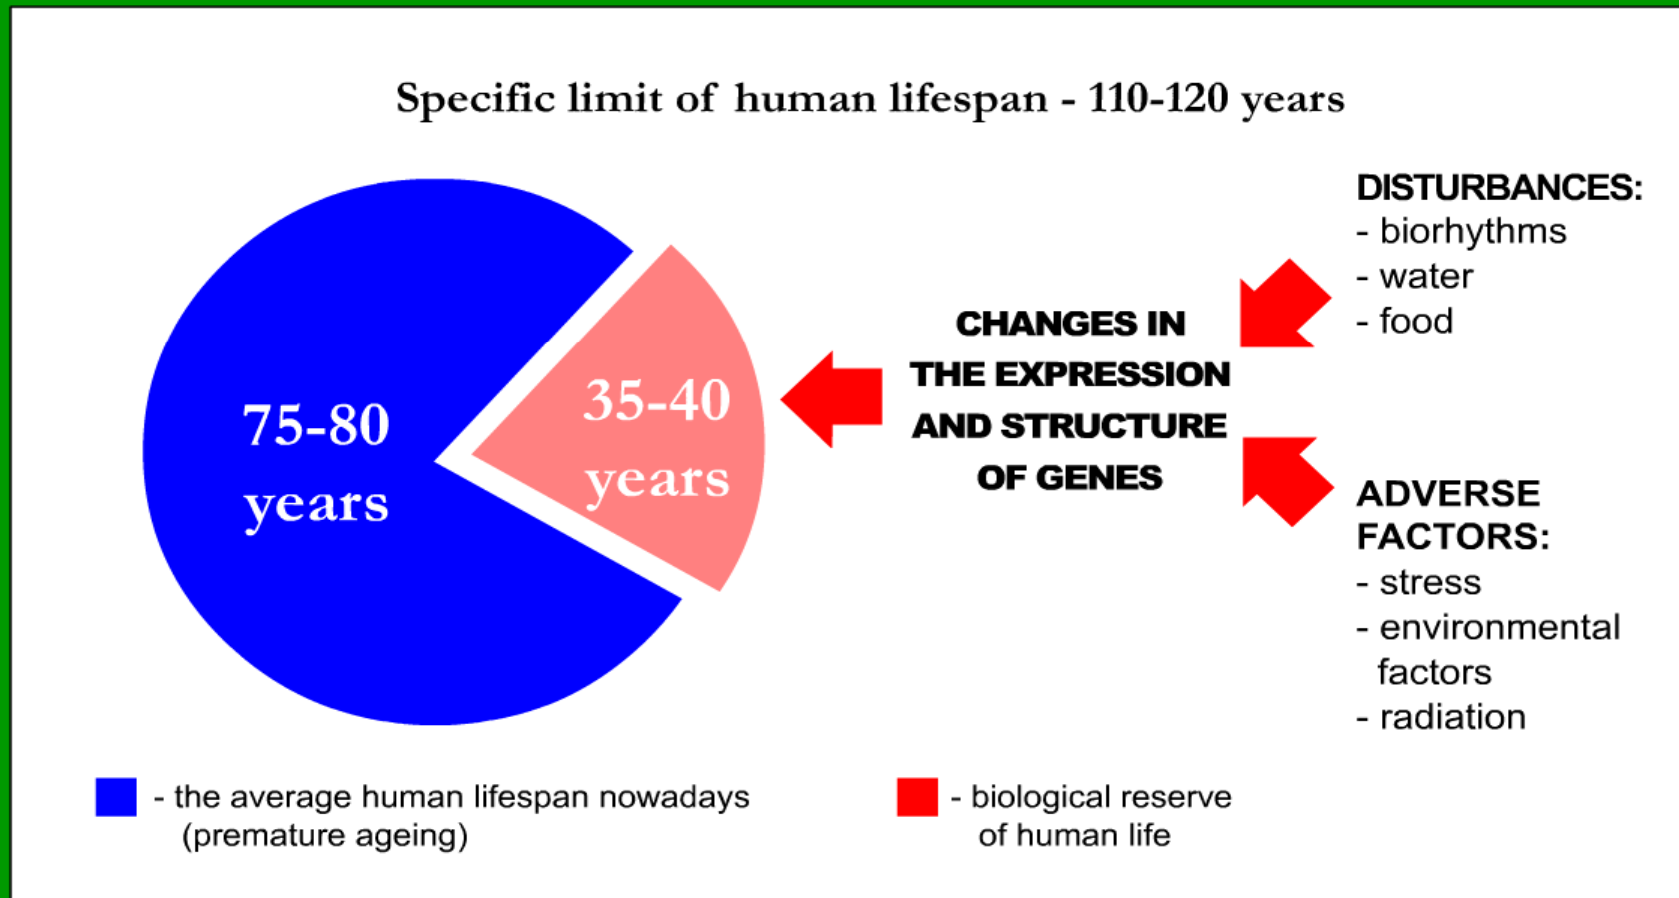 Specific limit of human lifespan - 110-120 years
75-80
years
35-40
years
CHANGES IN
THE EXPRESSION
AND STRUCTURE
OF GENES
DISTURBANCES:
- biorhythms
- water
- food
ADVERSE
FACTORS:
- stress
- environmental
factors
- radiation
- the average human lifespan nowadays
(premature ageing)
- biological reserve
of human life